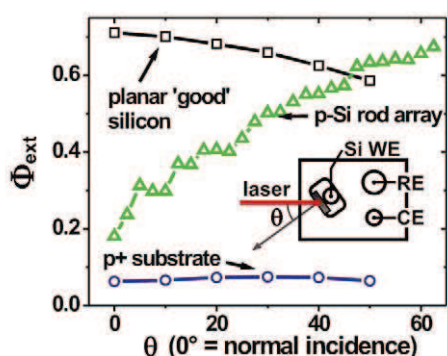 0.6
planar 'good'
silicon
p-Si rod array
Φext
0.4
Si WE
laser
RE
θ
CE
0.2
p+ substrate
0.0
0 20 40 60
θ (0° = normal incidence)